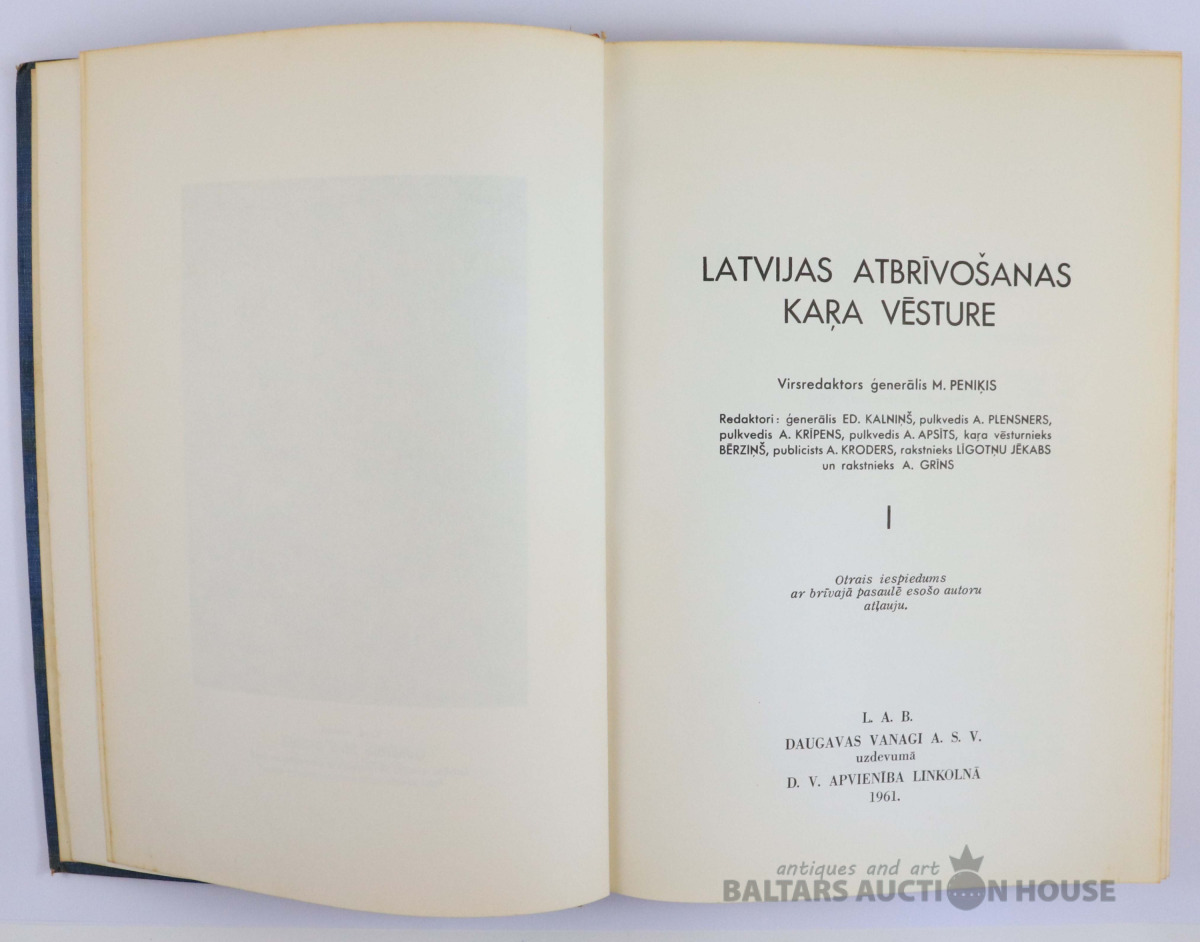 LATVIJAS ATBRĪVOŠANAS
KAŖA VĒSTURE
Virsredaktors ģenerālis M. PENIĶIS
Redaktori: ģenerālis ED. KALNIŅŠ, pulkvedis A. PLENSNERS,
pulkvedis A. KRĪPENS, pulkvedis A. APSĪTS, kaŗa vēsturnieks
BĒRZIŅŠ, publicists A. KRODERS, rakstnieks LĪGOTŅU JĒKABS
un rakstnieks A. GRĪNS
I
Otrais iespiedums
ar brīvajā pasaulē esošo autoru
atļauju.
L. A. B.
DAUGAVAS VANAGI A. S. V.
uzdevumā
D. V. APVIENĪBA LINKOLNĀ
1961.
antiques and art
BALTARS AUCTION HOUSE